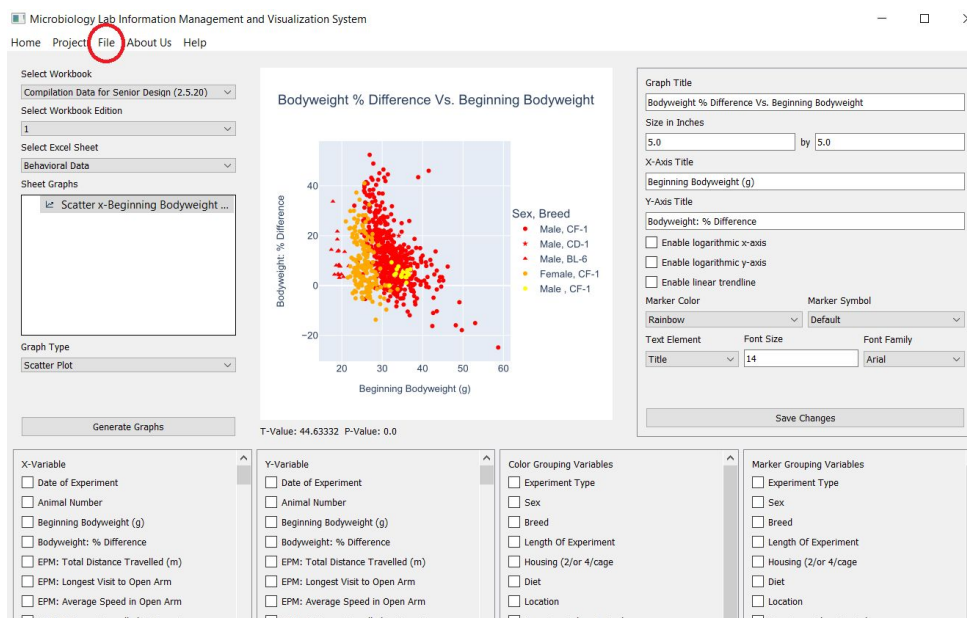 Microbiology Lab Information Management and Visualization System
Home Project File About Us Help
Select Workbook
Compilation Data for Senior Design (2.5.20)
Select Workbook Edition
1
Select Excel Sheet
Behavioral Data
Sheet Graphs
Scatter x-Beginning Bodyweight ...
Graph Type
Scatter Plot
Generate Graphs
Bodyweight % Difference Vs. Beginning Bodyweight
Bodyweight: % Difference
40
20
0
−20
20 30 40 50 60
Beginning Bodyweight (g)
Sex, Breed
Male, CF-1
Male, CD-1
Male, BL-6
Female, CF-1
Male , CF-1
T-Value: 44.63332 P-Value: 0.0
Graph Title
Bodyweight % Difference Vs. Beginning Bodyweight
Size in Inches
5.0 by 5.0
X-Axis Title
Beginning Bodyweight (g)
Y-Axis Title
Bodyweight: % Difference
Enable logarithmic x-axis
Enable logarithmic y-axis
Enable linear trendline
Marker Color Marker Symbol
Rainbow Default
Text Element Font Size Font Family
Title 14 Arial
Save Changes
X-Variable
Date of Experiment
Animal Number
Beginning Bodyweight (g)
Bodyweight: % Difference
EPM: Total Distance Travelled (m)
EPM: Longest Visit to Open Arm
EPM: Average Speed in Open Arm
Y-Variable
Date of Experiment
Animal Number
Beginning Bodyweight (g)
Bodyweight: % Difference
EPM: Total Distance Travelled (m)
EPM: Longest Visit to Open Arm
EPM: Average Speed in Open Arm
Color Grouping Variables
Experiment Type
Sex
Breed
Length Of Experiment
Housing (2/or 4/cage
Diet
Location
Marker Grouping Variables
Experiment Type
Sex
Breed
Length Of Experiment
Housing (2/or 4/cage
Diet
Location